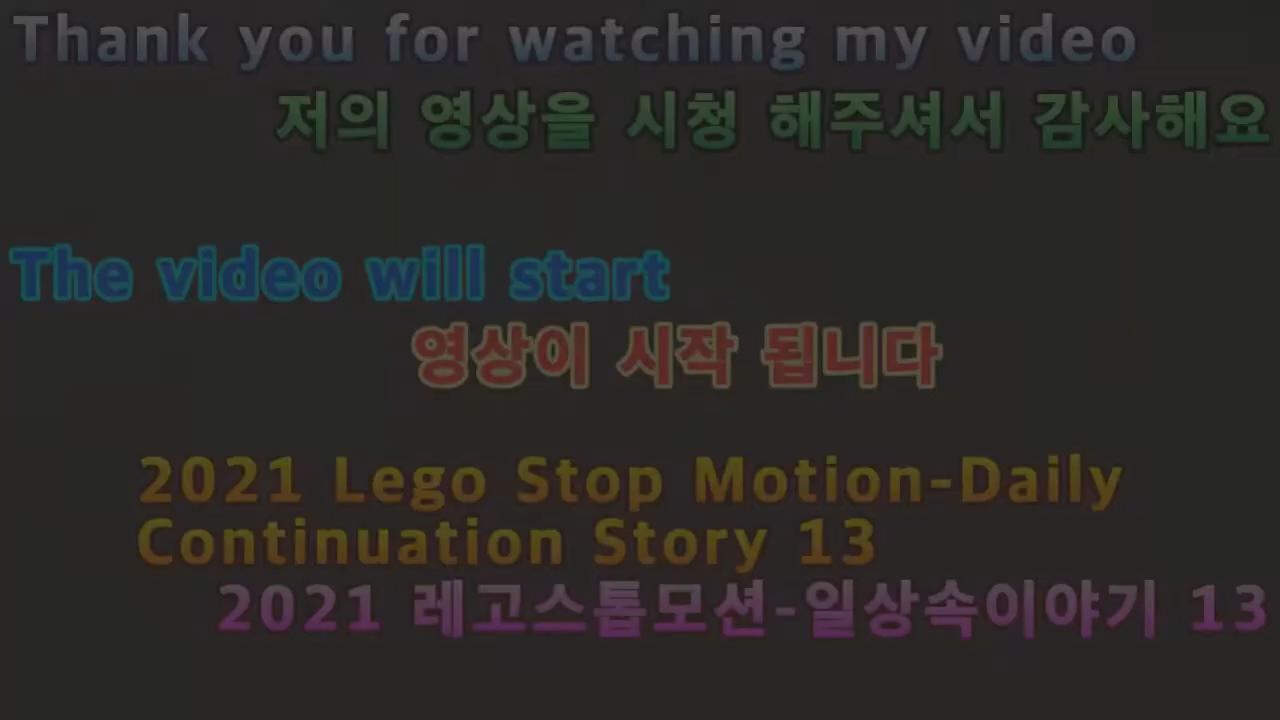 Thank you for watching my video
저의 영상을 시청 해주셔서 감사해요
The video will start
영상이 시작 됩니다
2021 Lego Stop Motion-Daily
Continuation Story 13
2021 레고스톱모션-일상속이야기 13